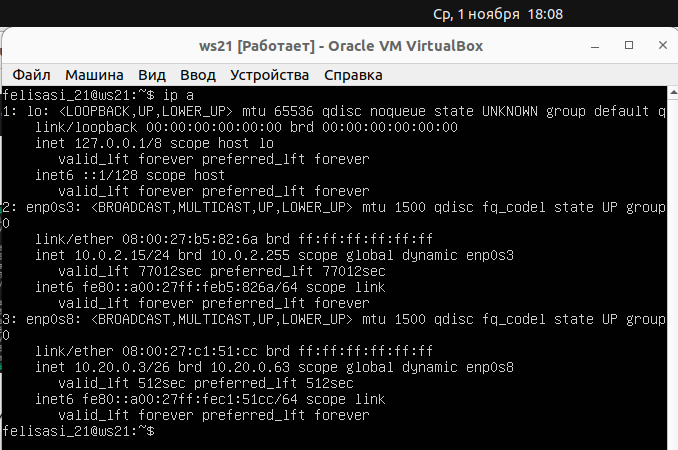 Ср, 1 ноября 18:08
ws21 [Работает] - Oracle VM VirtualBox
Файл Машина Вид Ввод Устройства Справка
felisasi_21@ws21:~$ ip a
1: lo: <LOOPBACK,UP,LOWER_UP> mtu 65536 qdisc noqueue state UNKNOWN group default q
    link/loopback 00:00:00:00:00:00 brd 00:00:00:00:00:00
    inet 127.0.0.1/8 scope host lo
       valid_lft forever preferred_lft forever
    inet6 ::1/128 scope host
       valid_lft forever preferred_lft forever
2: enp0s3: <BROADCAST,MULTICAST,UP,LOWER_UP> mtu 1500 qdisc fq_codel state UP group
0
    link/ether 08:00:27:b5:82:6a brd ff:ff:ff:ff:ff:ff
    inet 10.0.2.15/24 brd 10.0.2.255 scope global dynamic enp0s3
       valid_lft 77012sec preferred_lft 77012sec
    inet6 fe80::a00:27ff:feb5:826a/64 scope link
       valid_lft forever preferred_lft forever
3: enp0s8: <BROADCAST,MULTICAST,UP,LOWER_UP> mtu 1500 qdisc fq_codel state UP group
0
    link/ether 08:00:27:c1:51:cc brd ff:ff:ff:ff:ff:ff
    inet 10.20.0.3/26 brd 10.20.0.63 scope global dynamic enp0s8
       valid_lft 512sec preferred_lft 512sec
    inet6 fe80::a00:27ff:fec1:51cc/64 scope link
       valid_lft forever preferred_lft forever
felisasi_21@ws21:~$